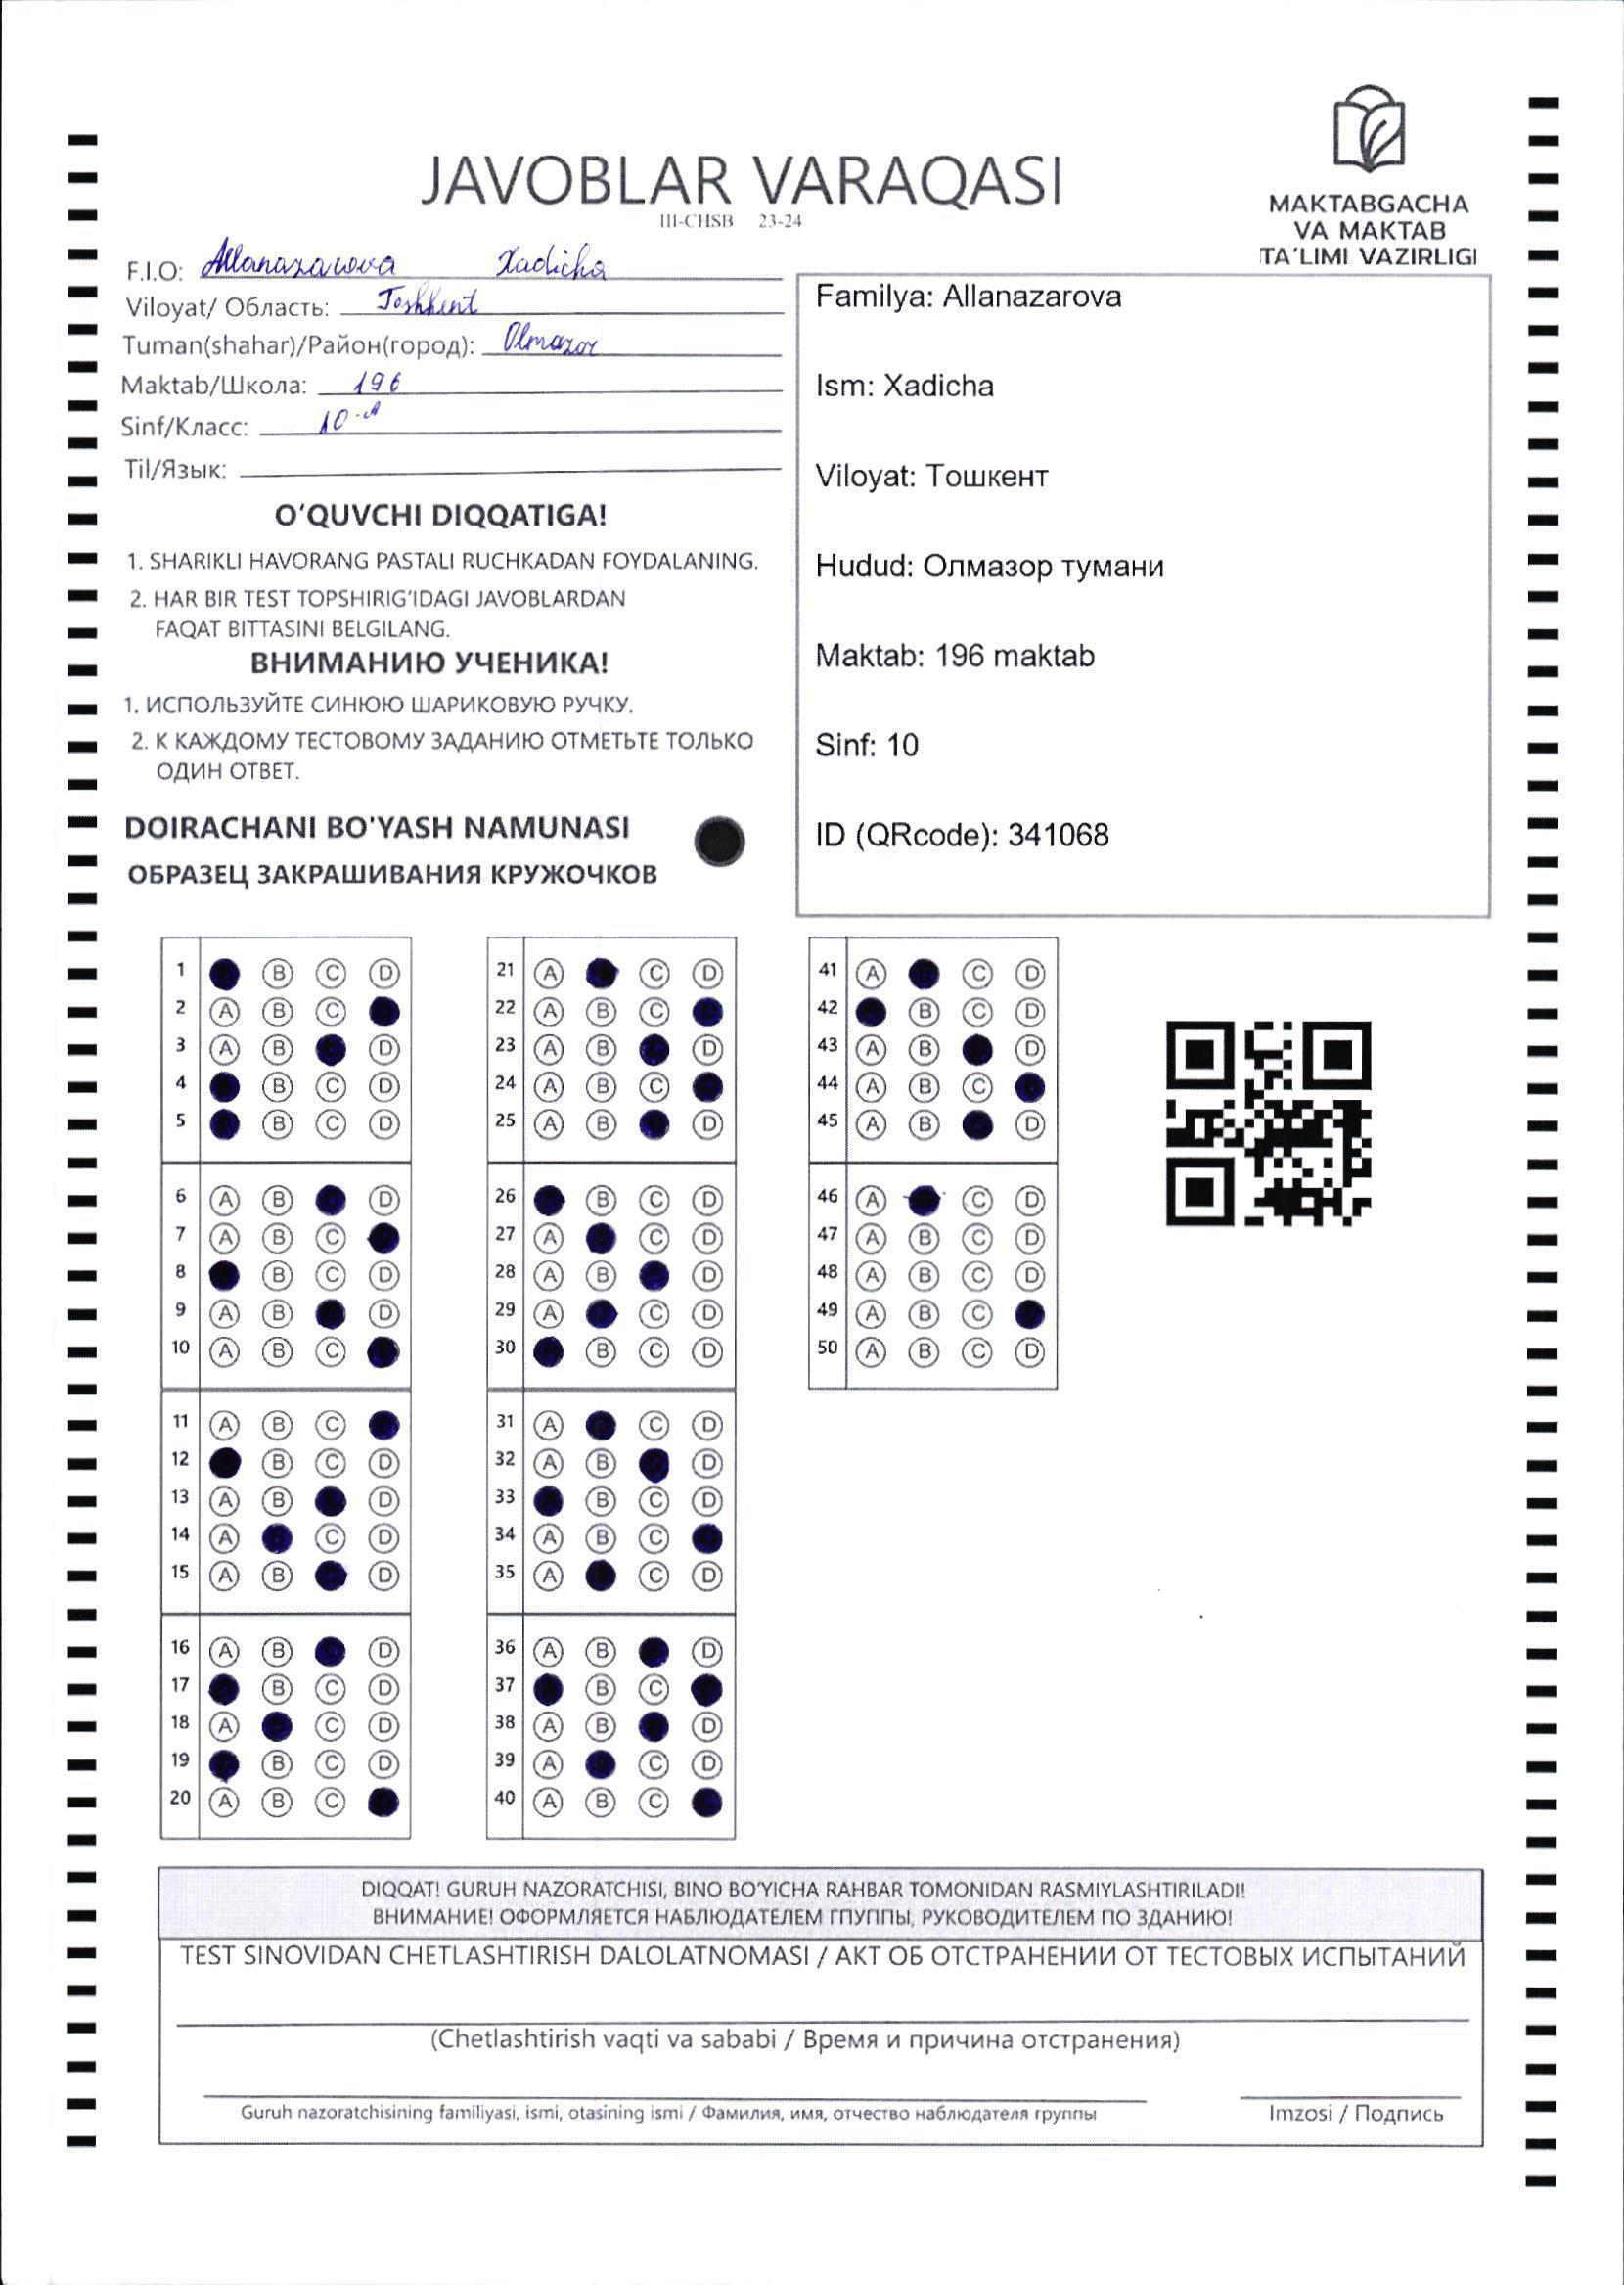 JAVOBLAR VARAQASI
III-CHSB 23-24
MAKTABGACHA
VA MAKTAB
TA'LIMI VAZIRLIGI
F.I.O: Allanazarova Xadicha
Viloyat/ Область: Toshkent
Tuman(shahar)/Район(город): Olmazor
Maktab/Школа: 196
Sinf/Класс: 10-A
Til/Язык:
O'QUVCHI DIQQATIGA!
1. SHARIKLI HAVORANG PASTALI RUCHKADAN FOYDALANING.
2. HAR BIR TEST TOPSHIRIG'IDAGI JAVOBLARDAN
FAQAT BITTASINI BELGILANG.
ВНИМАНИЮ УЧЕНИКА!
1. ИСПОЛЬЗУЙТЕ СИНЮЮ ШАРИКОВУЮ РУЧКУ.
2. К КАЖДОМУ ТЕСТОВОМУ ЗАДАНИЮ ОТМЕТЬТЕ ТОЛЬКО
ОДИН ОТВЕТ.
DOIRACHANI BO'YASH NAMUNASI
ОБРАЗЕЦ ЗАКРАШИВАНИЯ КРУЖОЧКОВ
Familya: Allanazarova
Ism: Xadicha
Viloyat: Тошкент
Hudud: Олмазор тумани
Maktab: 196 maktab
Sinf: 10
ID (QRcode): 341068
1 B C D
2 A B C
3 A B D
4 B C D
5 B C D
6 A B D
7 A B C
8 B C D
9 A B D
10 A B C
11 A B C
12 B C D
13 A B D
14 A C D
15 A B D
16 A B D
17 B C D
18 A C D
19 B C D
20 A B C
21 A C D
22 A B C
23 A B D
24 A B C
25 A B D
26 B C D
27 A C D
28 A B D
29 A C D
30 B C D
31 A C D
32 A B D
33 B C D
34 A B C
35 A C D
36 A B D
37 B C
38 A B D
39 A C D
40 A B C
41 A C D
42 B C D
43 A B D
44 A B C
45 A B D
46 A C D
47 A B C D
48 A B C D
49 A B C
50 A B C D
DIQQAT! GURUH NAZORATCHISI, BINO BO'YICHA RAHBAR TOMONIDAN RASMIYLASHTIRILADI!
ВНИМАНИЕ! ОФОРМЛЯЕТСЯ НАБЛЮДАТЕЛЕМ ГПУППЫ, РУКОВОДИТЕЛЕМ ПО ЗДАНИЮ!
TEST SINOVIDAN CHETLASHTIRISH DALOLATNOMASI / АКТ ОБ ОТСТРАНЕНИИ ОТ ТЕСТОВЫХ ИСПЫТАНИЙ
(Chetlashtirish vaqti va sababi / Время и причина отстранения)
Guruh nazoratchisining familiyasi, ismi, otasining ismi / Фамилия, имя, отчество наблюдателя группы
Imzosi / Подпись